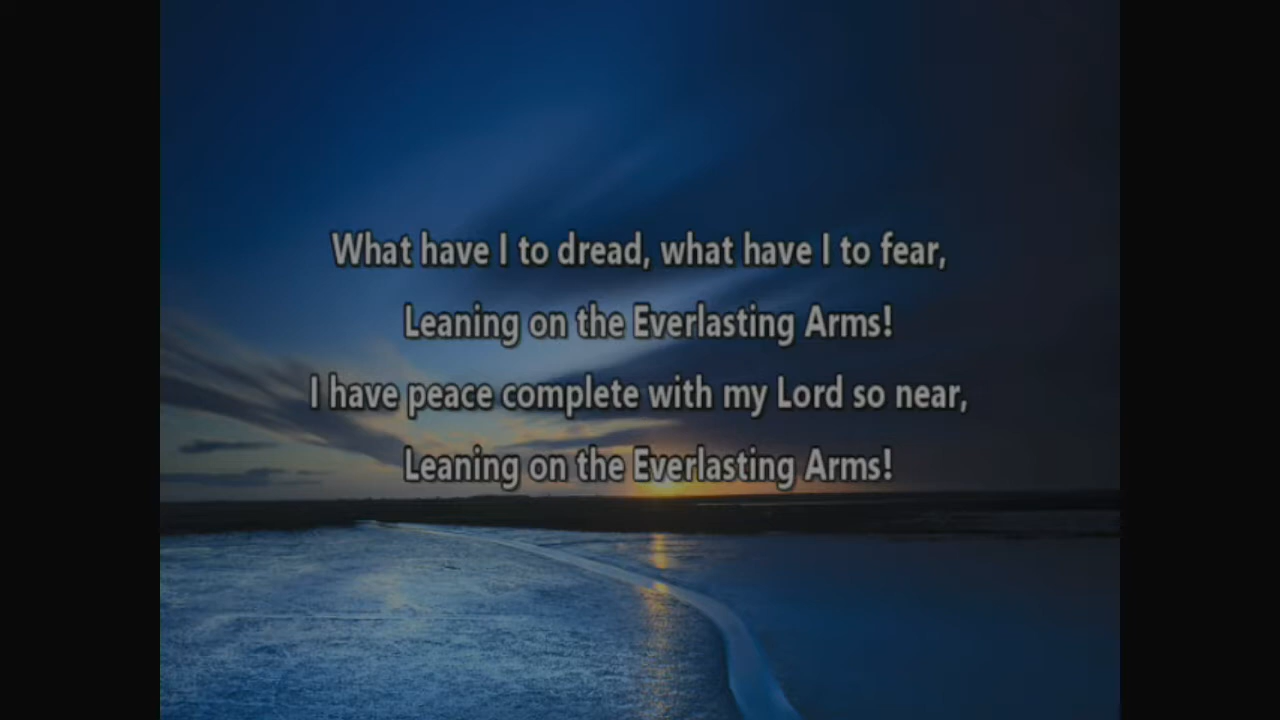 What have I to dread, what have I to fear,
Leaning on the Everlasting Arms!
I have peace complete with my Lord so near,
Leaning on the Everlasting Arms!